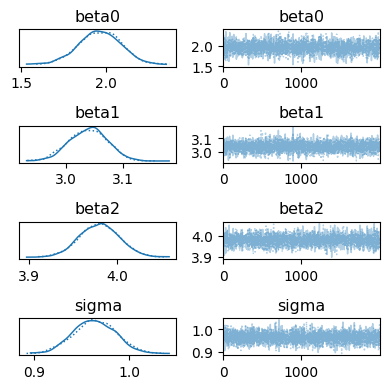 beta0 beta0
2.0
1.5
1.5 2.0 0 1000
beta1 beta1
3.1
3.0
3.0 3.1 0 1000
beta2 beta2
4.0
3.9
3.9 4.0 0 1000
sigma sigma
1.0
0.9
0.9 1.0 0 1000